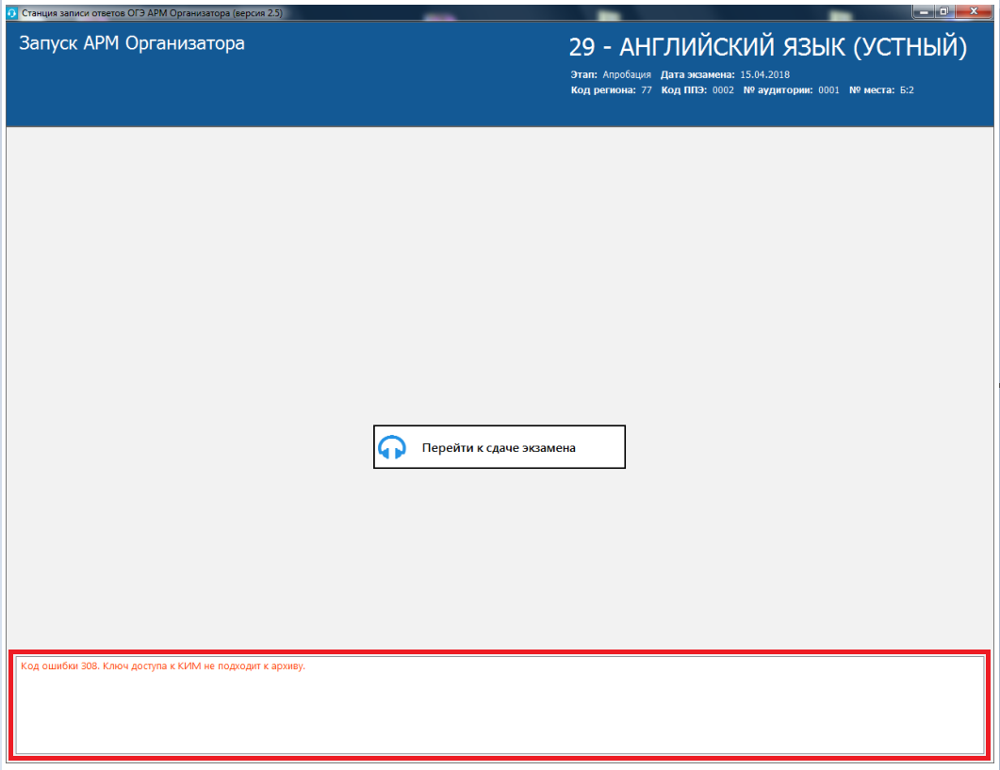 Станция записи ответов ОГЭ АРМ Организатора (версия 2.5)
Запуск АРМ Организатора
29 - АНГЛИЙСКИЙ ЯЗЫК (УСТНЫЙ)
Этап: Апробация Дата экзамена: 15.04.2018
Код региона: 77 Код ППЭ: 0002 № аудитории: 0001 № места: Б:2
Перейти к сдаче экзамена
Код ошибки 308. Ключ доступа к КИМ не подходит к архиву.